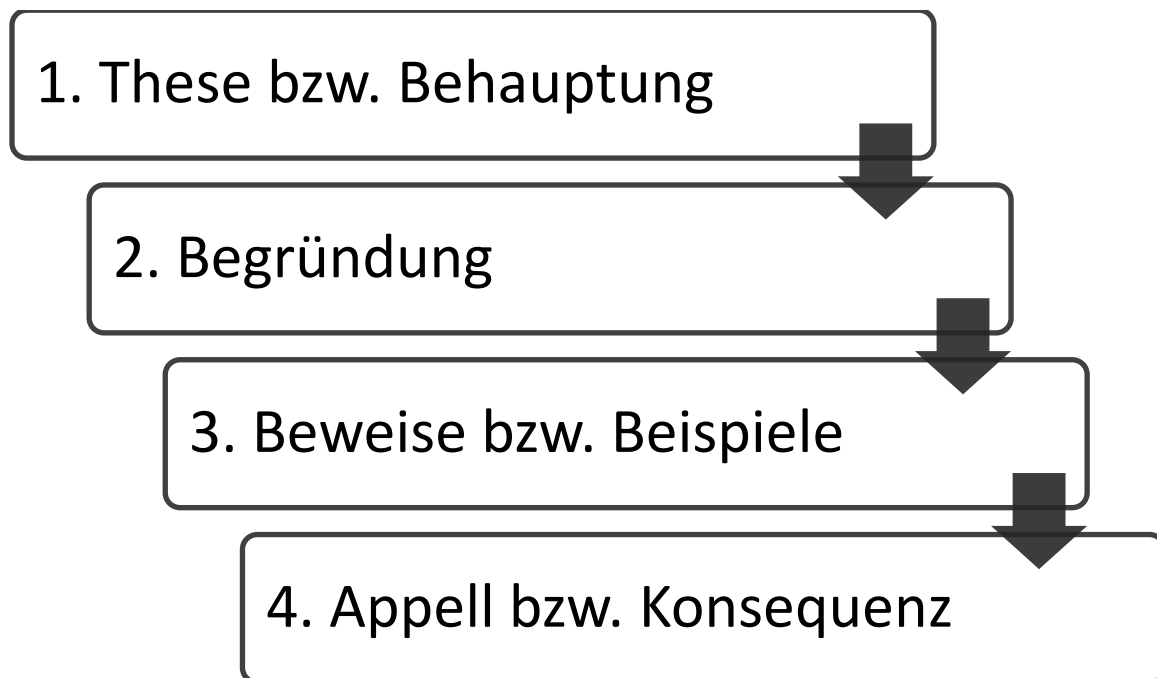 1. These bzw. Behauptung
2. Begründung
3. Beweise bzw. Beispiele
4. Appell bzw. Konsequenz